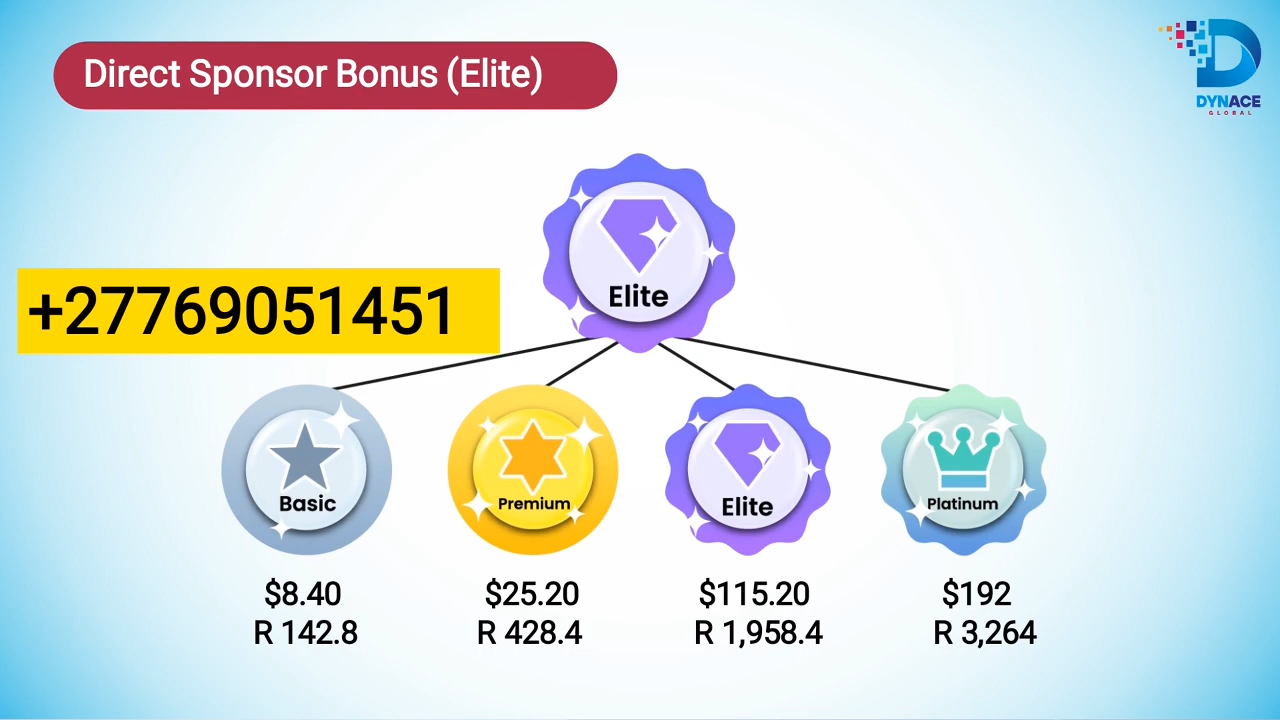 Direct Sponsor Bonus (Elite)
DYNACE
GLOBAL
Elite
+27769051451
Basic
Premium
Elite
Platinum
$8.40
R 142.8
$25.20
R 428.4
$115.20
R 1,958.4
$192
R 3,264